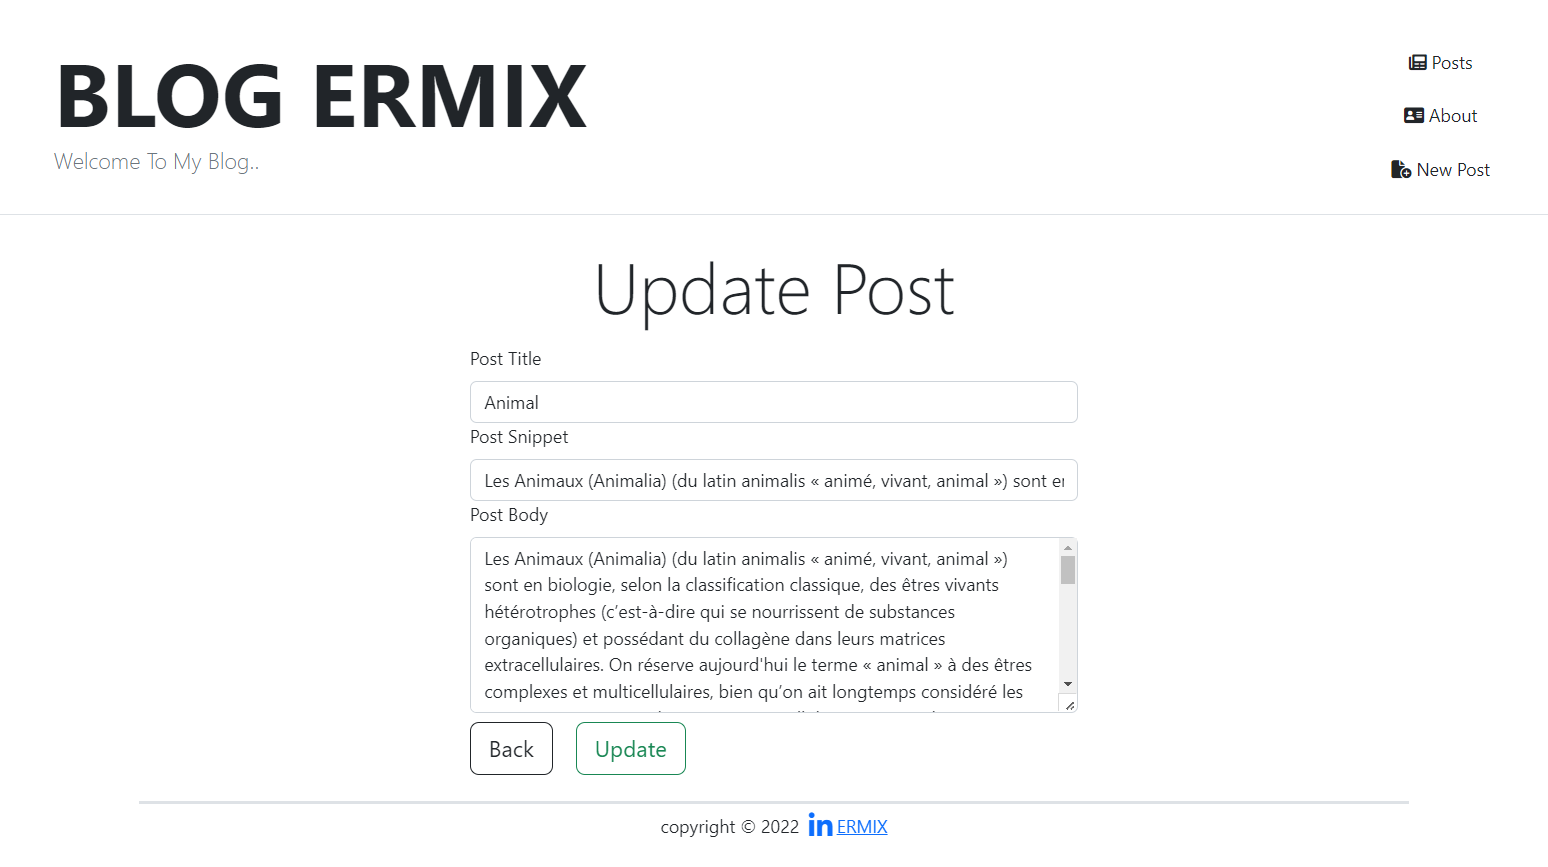 BLOG ERMIX
Welcome To My Blog..
Posts
About
New Post
Update Post
Post Title
Animal
Post Snippet
Les Animaux (Animalia) (du latin animalis « animé, vivant, animal ») sont
Post Body
Les Animaux (Animalia) (du latin animalis « animé, vivant, animal »)
sont en biologie, selon la classification classique, des êtres vivants
hétérotrophes (c’est-à-dire qui se nourrissent de substances
organiques) et possédant du collagène dans leurs matrices
extracellulaires. On réserve aujourd'hui le terme « animal » à des êtres
complexes et multicellulaires, bien qu’on ait longtemps considéré les
Back
Update
copyright © 2022 in ERMIX